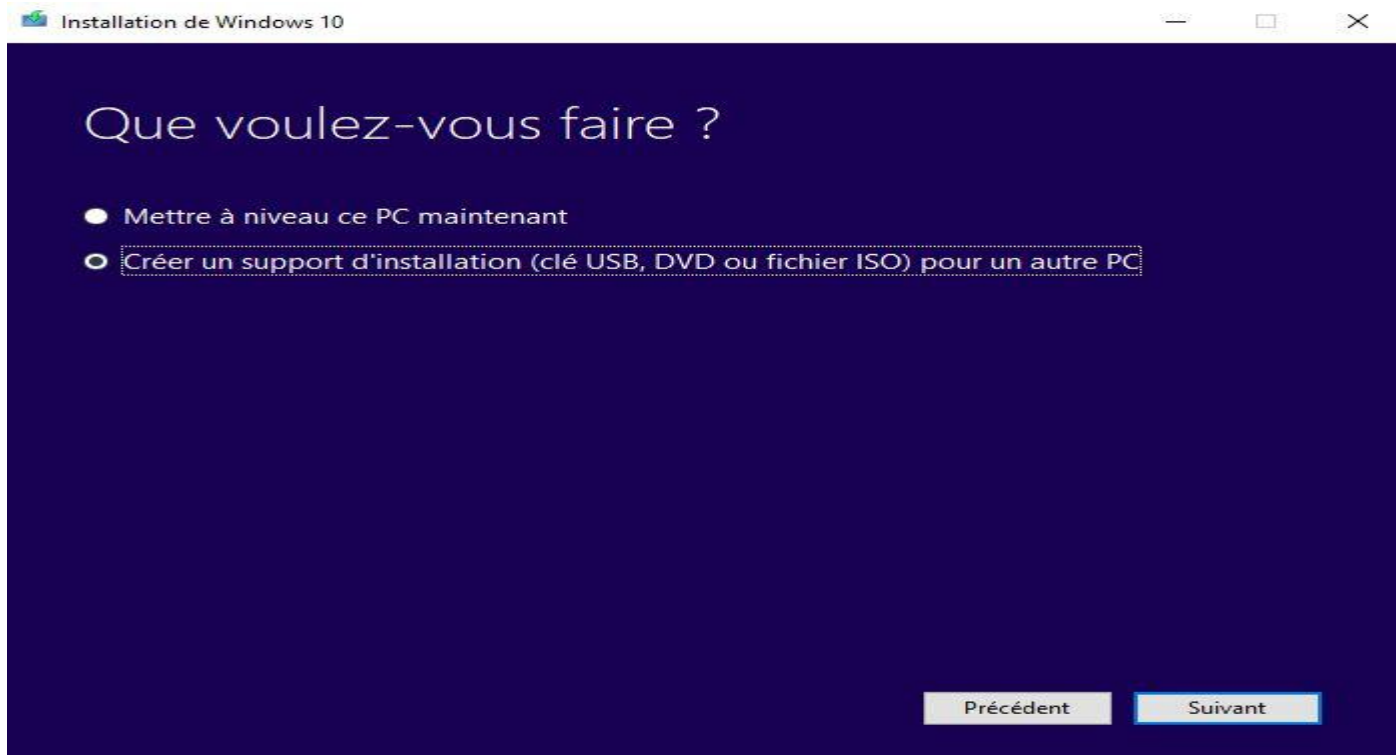 Installation de Windows 10
Que voulez-vous faire ?
Mettre à niveau ce PC maintenant
Créer un support d'installation (clé USB, DVD ou fichier ISO) pour un autre PC
Précédent Suivant